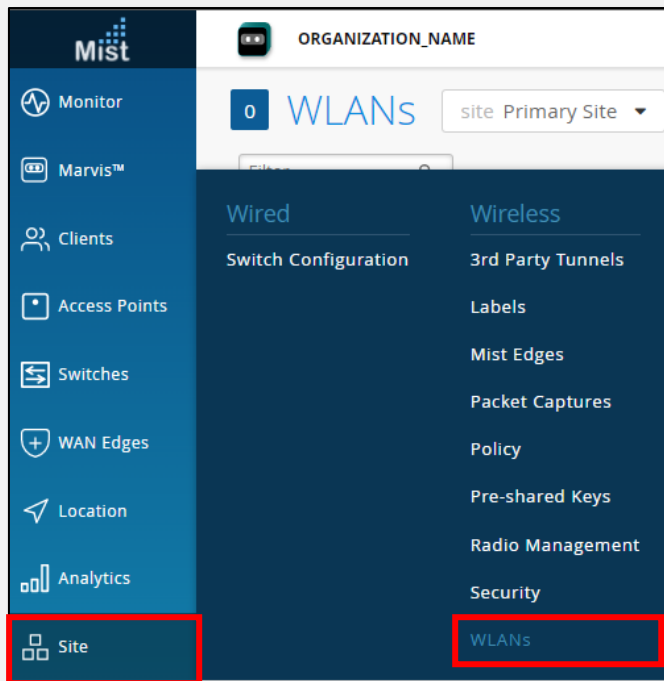 Mist
ORGANIZATION_NAME
0 WLANs site Primary Site
Monitor
Marvis™
Clients
Access Points
Switches
WAN Edges
Location
Analytics
Site
Wired
Switch Configuration
Wireless
3rd Party Tunnels
Labels
Mist Edges
Packet Captures
Policy
Pre-shared Keys
Radio Management
Security
WLANs